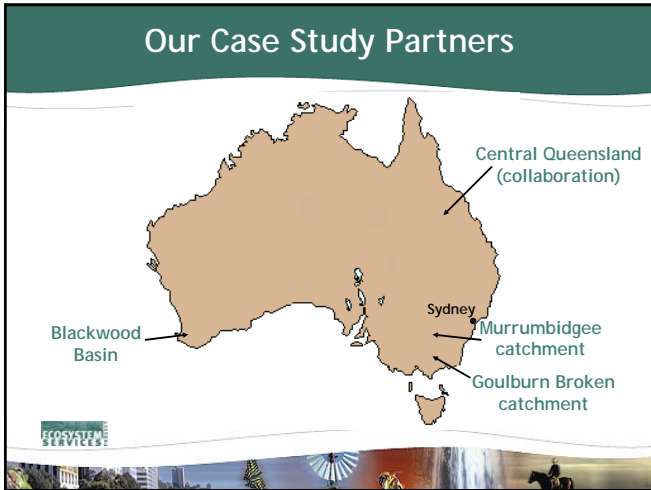 Our Case Study Partners
Central Queensland
(collaboration)
Sydney
Blackwood
Basin
Murrumbidgee
catchment
Goulburn Broken
catchment
ECOSYSTEM
SERVICES